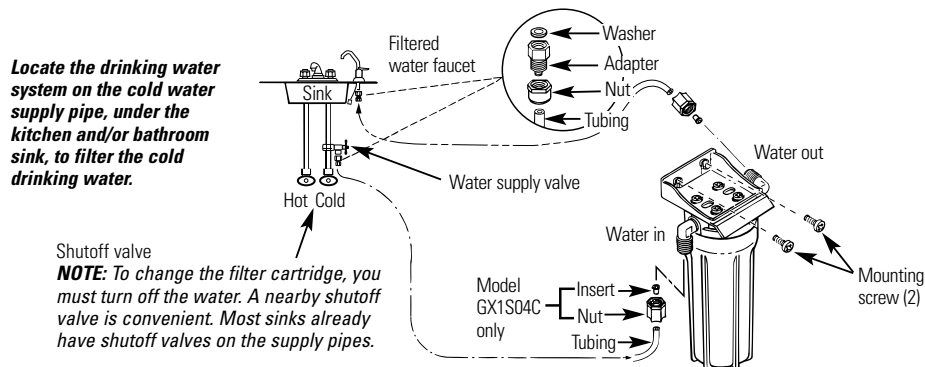 Locate the drinking water
system on the cold water
supply pipe, under the
kitchen and/or bathroom
sink, to filter the cold
drinking water.
Filtered
water faucet
Sink
Washer
Adapter
Nut
Tubing
Water out
Water supply valve
Hot Cold
Water in
Shutoff valve
NOTE: To change the filter cartridge, you
must turn off the water. A nearby shutoff
valve is convenient. Most sinks already
have shutoff valves on the supply pipes.
Model
GX1S04C
only
Insert
Nut
Tubing
Mounting
screw (2)